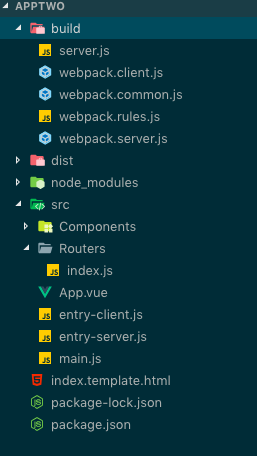 APPTWO
build
server.js
webpack.client.js
webpack.common.js
webpack.rules.js
webpack.server.js
dist
node_modules
src
Components
Routers
index.js
App.vue
entry-client.js
entry-server.js
main.js
index.template.html
package-lock.json
package.json